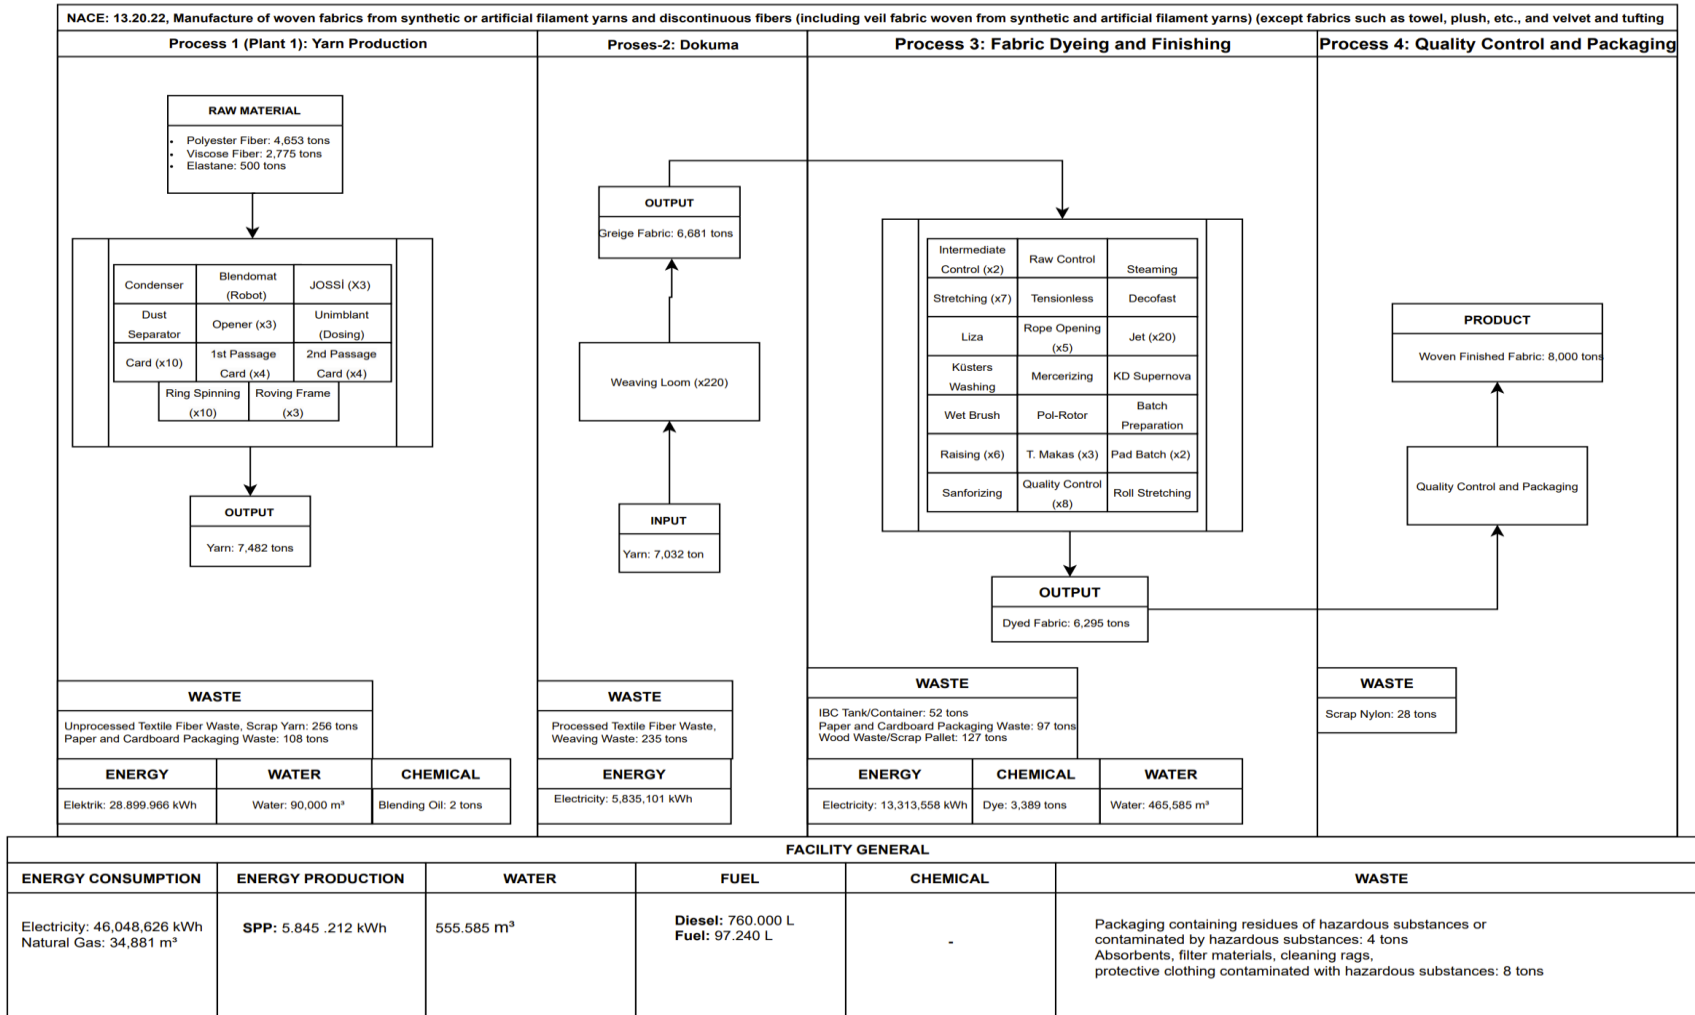 NACE: 13.20.22, Manufacture of woven fabrics from synthetic or artificial filament yarns and discontinuous fibers (including veil fabric woven from synthetic and artificial filament yarns) (except fabrics such as towel, plush, etc., and velvet and tufting
Process 1 (Plant 1): Yarn Production
RAW MATERIAL
• Polyester Fiber: 4,653 tons
• Viscose Fiber: 2,775 tons
• Elastane: 500 tons
Condenser
Blendomat
(Robot)
JOSSİ (X3)
Dust
Separator
Opener (x3)
Unimblant
(Dosing)
Card (x10)
1st Passage
Card (x4)
2nd Passage
Card (x4)
Ring Spinning
(x10)
Roving Frame
(x3)
OUTPUT
Yarn: 7,482 tons
WASTE
Unprocessed Textile Fiber Waste, Scrap Yarn: 256 tons
Paper and Cardboard Packaging Waste: 108 tons
ENERGY
Elektrik: 28.899.966 kWh
WATER
Water: 90,000 m³
CHEMICAL
Blending Oil: 2 tons
Proses-2: Dokuma
OUTPUT
Greige Fabric: 6,681 tons
Weaving Loom (x220)
INPUT
Yarn: 7,032 ton
WASTE
Processed Textile Fiber Waste,
Weaving Waste: 235 tons
ENERGY
Electricity: 5,835,101 kWh
Process 3: Fabric Dyeing and Finishing
Intermediate
Control (x2)
Raw Control
Steaming
Stretching (x7)
Tensionless
Decofast
Liza
Rope Opening
(x5)
Jet (x20)
Küsters
Washing
Mercerizing
KD Supernova
Wet Brush
Pol-Rotor
Batch
Preparation
Raising (x6)
T. Makas (x3)
Pad Batch (x2)
Sanforizing
Quality Control
(x8)
Roll Stretching
OUTPUT
Dyed Fabric: 6,295 tons
WASTE
IBC Tank/Container: 52 tons
Paper and Cardboard Packaging Waste: 97 tons
Wood Waste/Scrap Pallet: 127 tons
ENERGY
Electricity: 13,313,558 kWh
CHEMICAL
Dye: 3,389 tons
WATER
Water: 465,585 m³
Process 4: Quality Control and Packaging
PRODUCT
Woven Finished Fabric: 8,000 tons
Quality Control and Packaging
WASTE
Scrap Nylon: 28 tons
FACILITY GENERAL
ENERGY CONSUMPTION
Electricity: 46,048,626 kWh
Natural Gas: 34,881 m³
ENERGY PRODUCTION
SPP: 5.845 .212 kWh
WATER
555.585 m³
FUEL
Diesel: 760.000 L
Fuel: 97.240 L
CHEMICAL
-
WASTE
Packaging containing residues of hazardous substances or
contaminated by hazardous substances: 4 tons
Absorbents, filter materials, cleaning rags,
protective clothing contaminated with hazardous substances: 8 tons